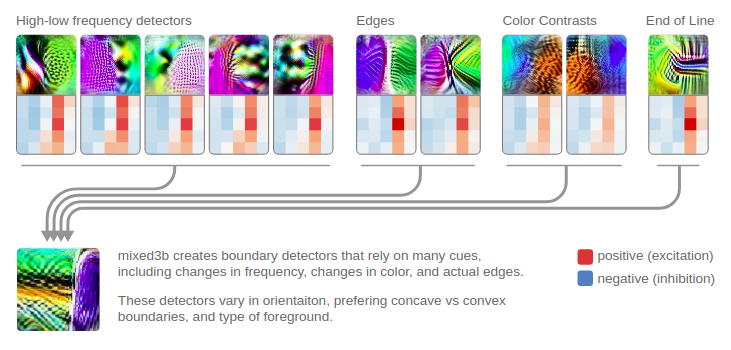 High-low frequency detectors
Edges
Color Contrasts
End of Line
mixed3b creates boundary detectors that rely on many cues,
including changes in frequency, changes in color, and actual edges.
These detectors vary in orientaiton, prefering concave vs convex
boundaries, and type of foreground.
positive (excitation)
negative (inhibition)